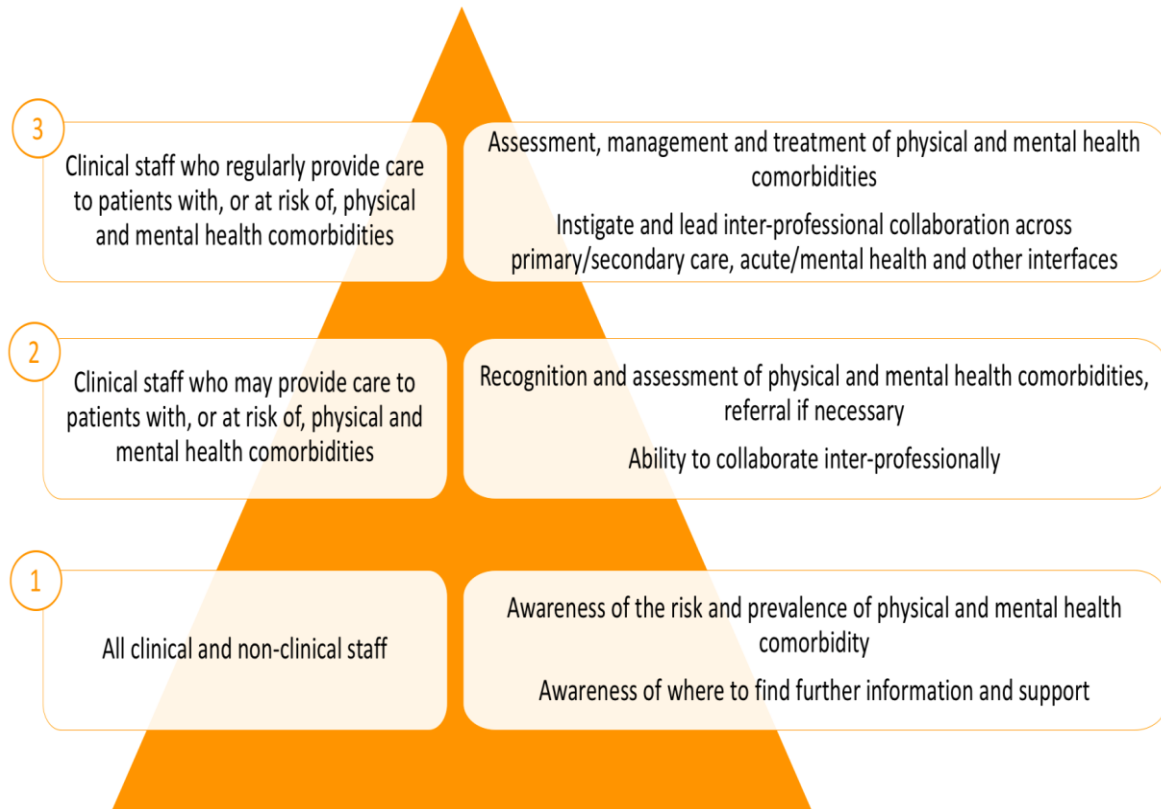 3
Clinical staff who regularly provide care
to patients with, or at risk of, physical
and mental health comorbidities
Assessment, management and treatment of physical and mental health
comorbidities
Instigate and lead inter-professional collaboration across
primary/secondary care, acute/mental health and other interfaces
2
Clinical staff who may provide care to
patients with, or at risk of, physical and
mental health comorbidities
Recognition and assessment of physical and mental health comorbidities,
referral if necessary
Ability to collaborate inter-professionally
1
All clinical and non-clinical staff
Awareness of the risk and prevalence of physical and mental health
comorbidity
Awareness of where to find further information and support